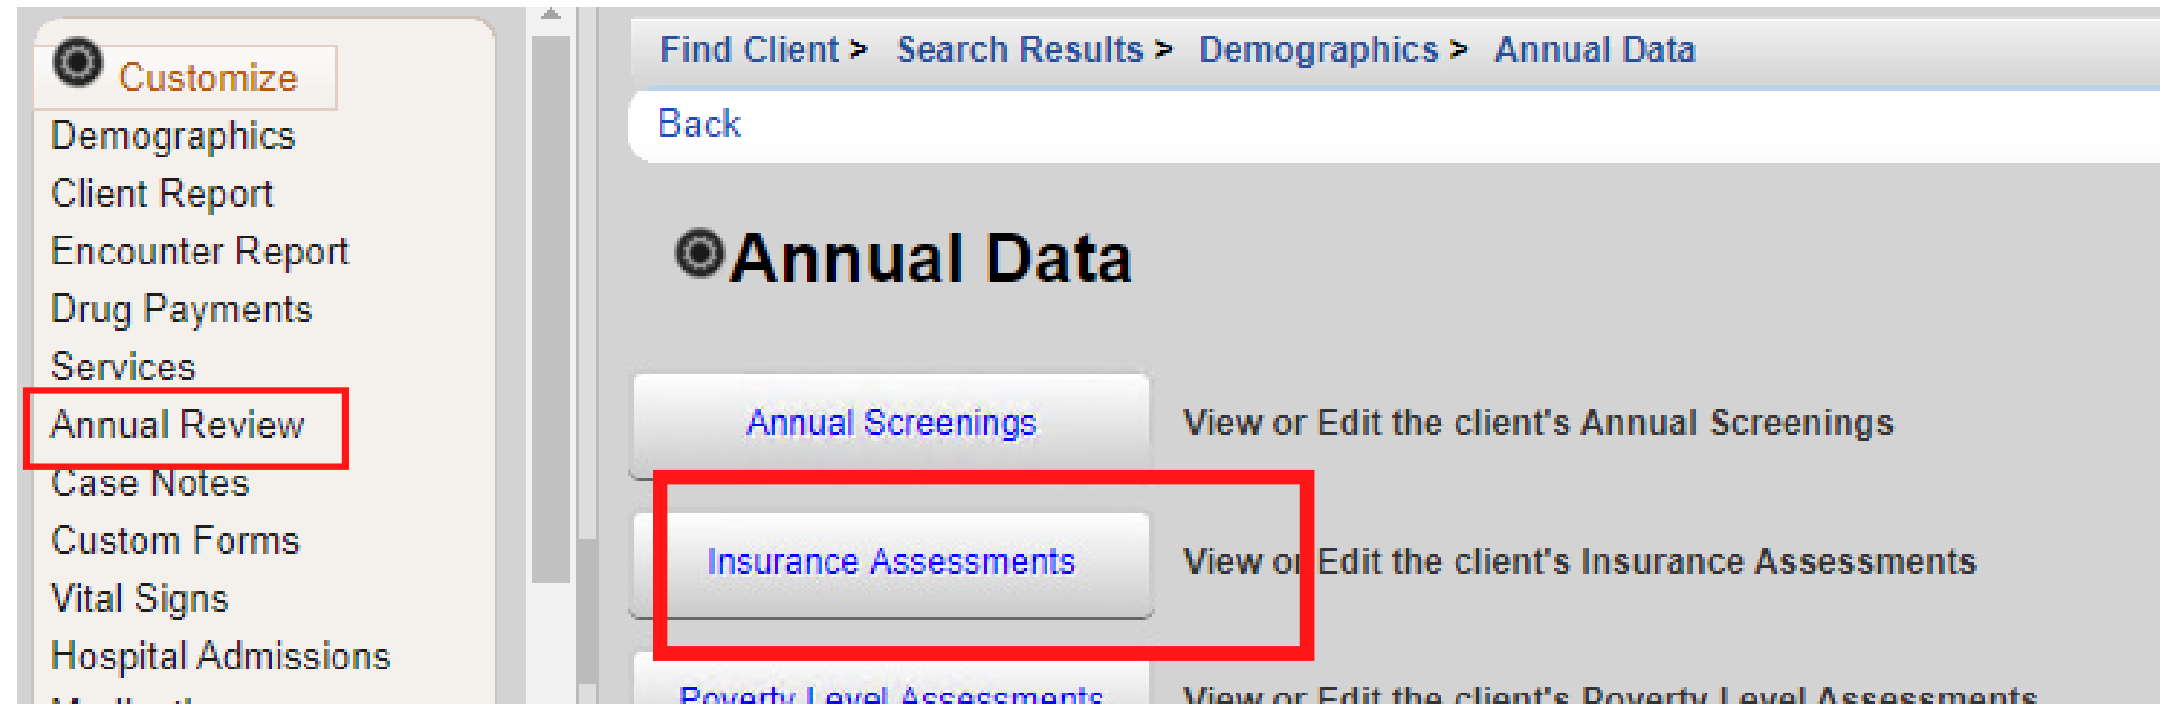 Customize
Demographics
Client Report
Encounter Report
Drug Payments
Services
Annual Review
Case Notes
Custom Forms
Vital Signs
Hospital Admissions
Find Client > Search Results > Demographics > Annual Data
Back
Annual Data
Annual Screenings View or Edit the client's Annual Screenings
Insurance Assessments View or Edit the client's Insurance Assessments
Poverty Level Assessments View or Edit the client's Poverty Level Assessments